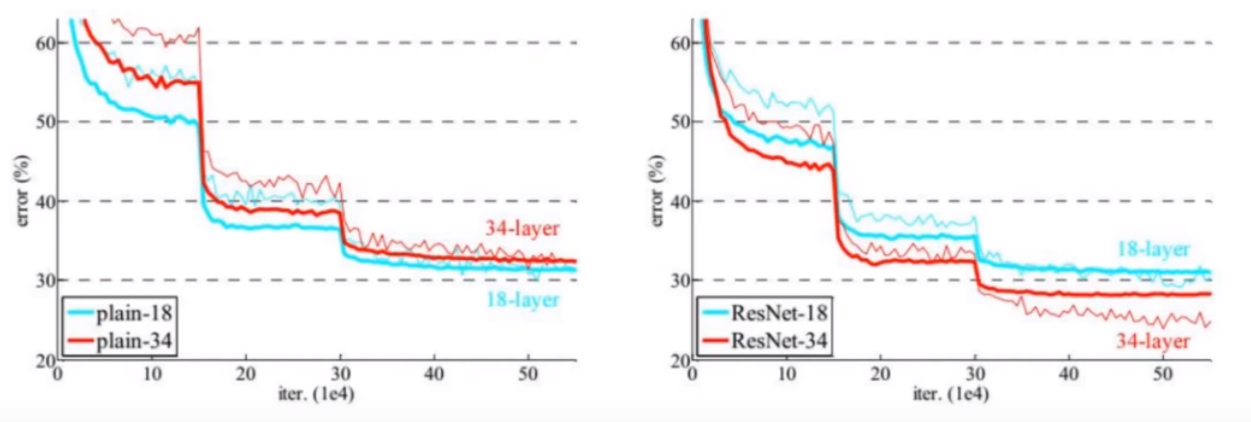 60
50
40
30
20
error (%)
34-layer
18-layer
plain-18
plain-34
0 10 20 30 40 50
iter. (1e4)
60
50
40
30
20
error (%)
18-layer
34-layer
ResNet-18
ResNet-34
0 10 20 30 40 50
iter. (1e4)